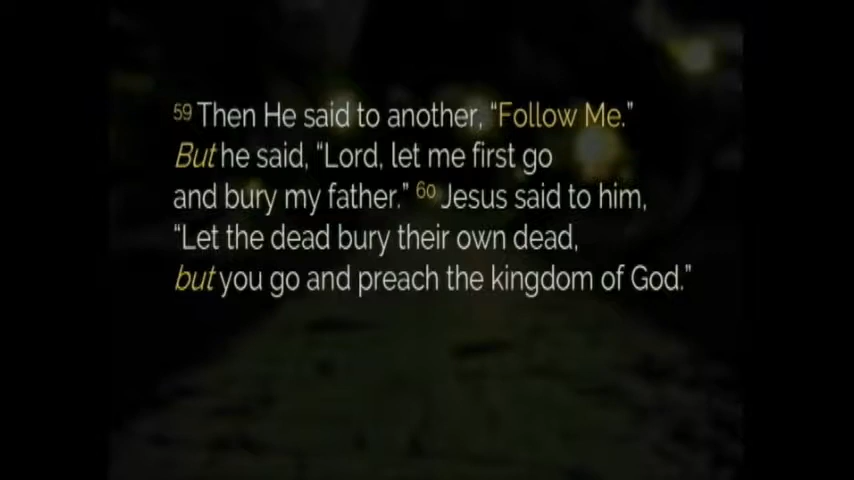 59 Then He said to another, “Follow Me.”
But he said, “Lord, let me first go
and bury my father.” 60 Jesus said to him,
“Let the dead bury their own dead,
but you go and preach the kingdom of God.”